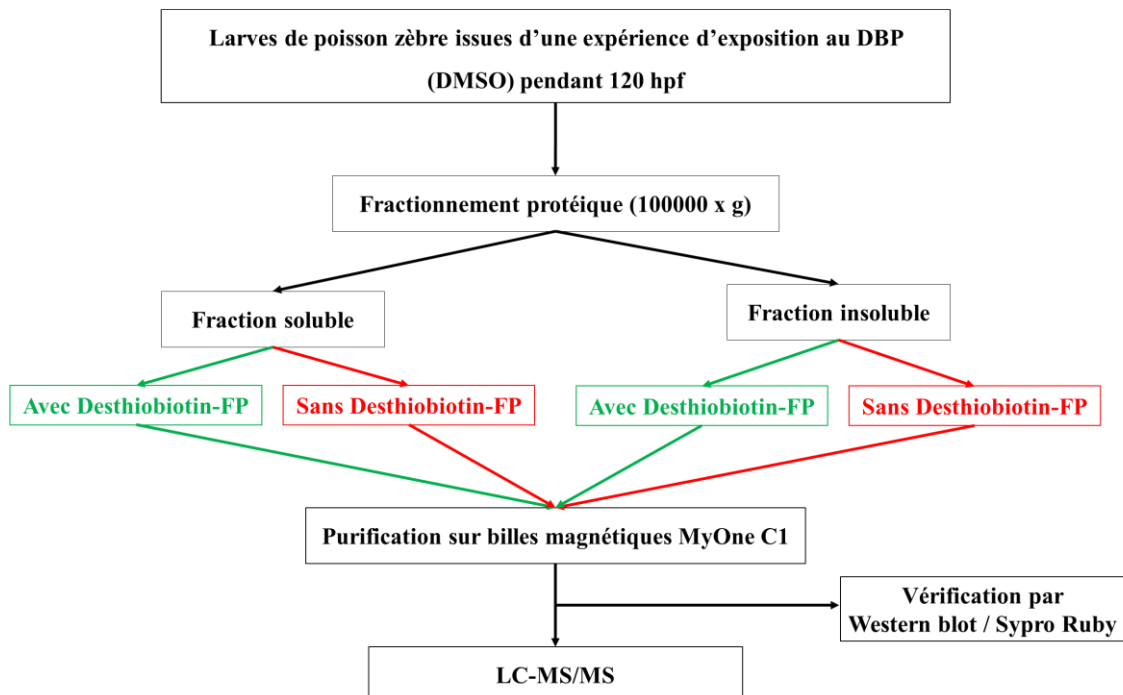 Larves de poisson zèbre issues d’une expérience d’exposition au DBP
(DMSO) pendant 120 hpf
Fractionnement protéique (100000 x g)
Fraction soluble
Fraction insoluble
Avec Desthiobiotin-FP
Sans Desthiobiotin-FP
Avec Desthiobiotin-FP
Sans Desthiobiotin-FP
Purification sur billes magnétiques MyOne C1
Vérification par
Western blot / Sypro Ruby
LC-MS/MS